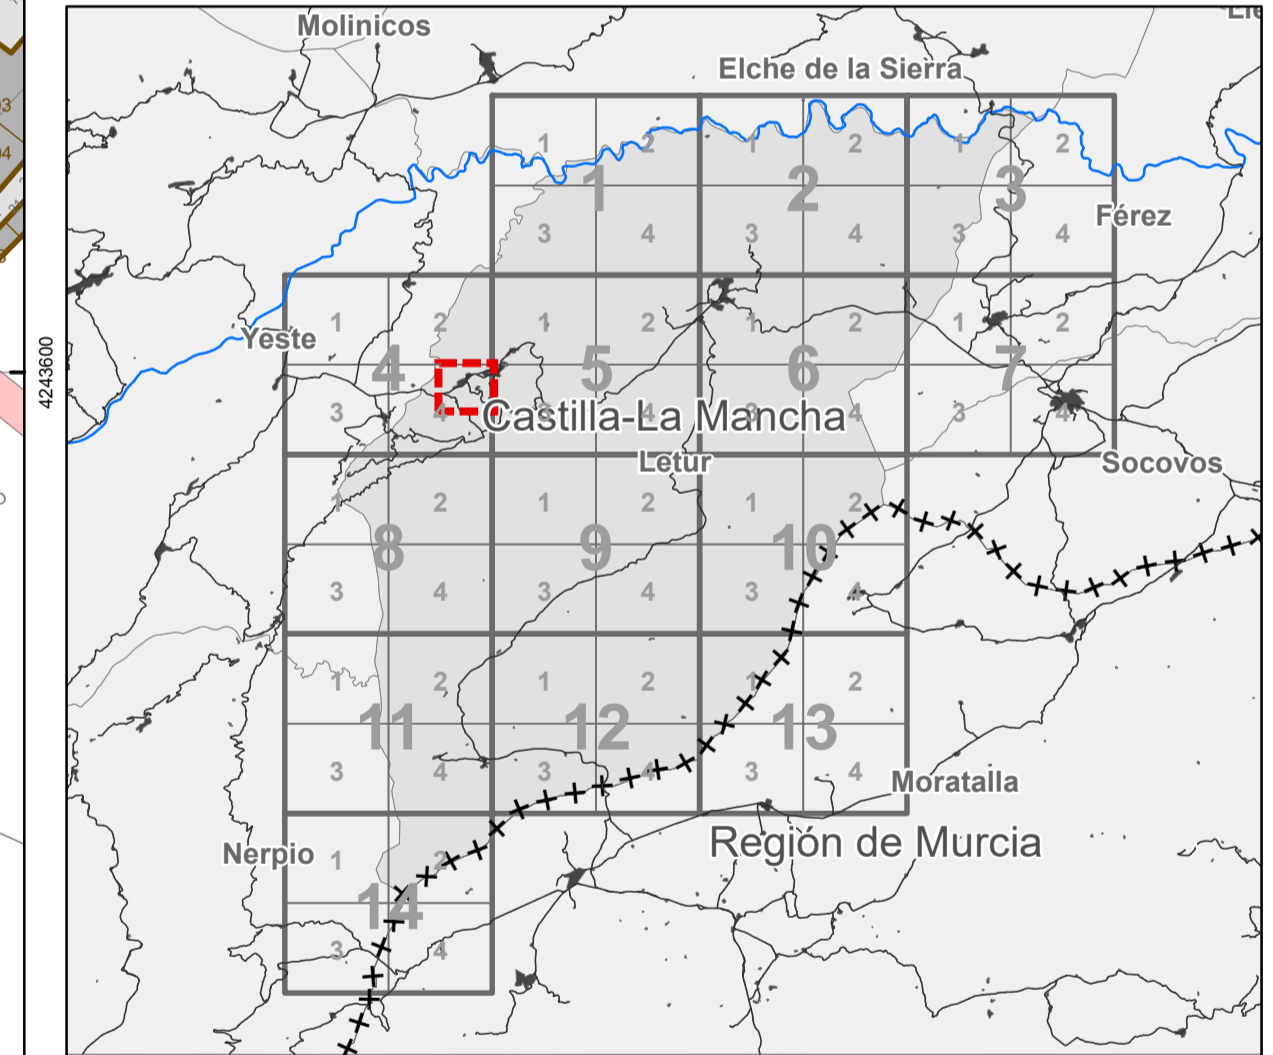 Molinicos
Elche de la Sierra
1 2 1 2 1 2
1 2 3
3 4 3 4 3 4
Férez
03
04
4243600
Yeste
1 2 1 2 1 2 1 2
4 5 6 7
3 4 4 4 3 4
Castilla-La Mancha
Letur
Socovos
1 2 1 2 1 2
8 9 10
3 4 3 4 3 4
1 2 1 2 1 2
11 12 13
3 4 3 4 3 4
Moratalla
Región de Murcia
Nerpio
1 2
14
3 4